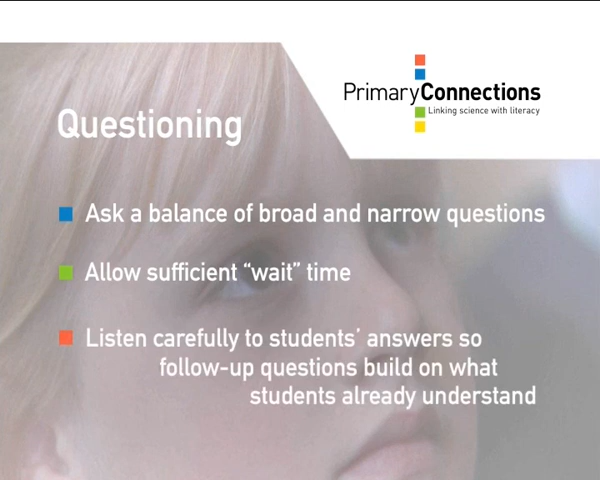 PrimaryConnections
Linking science with literacy
Questioning
Ask a balance of broad and narrow questions
Allow sufficient “wait” time
Listen carefully to students’ answers so
follow-up questions build on what
students already understand